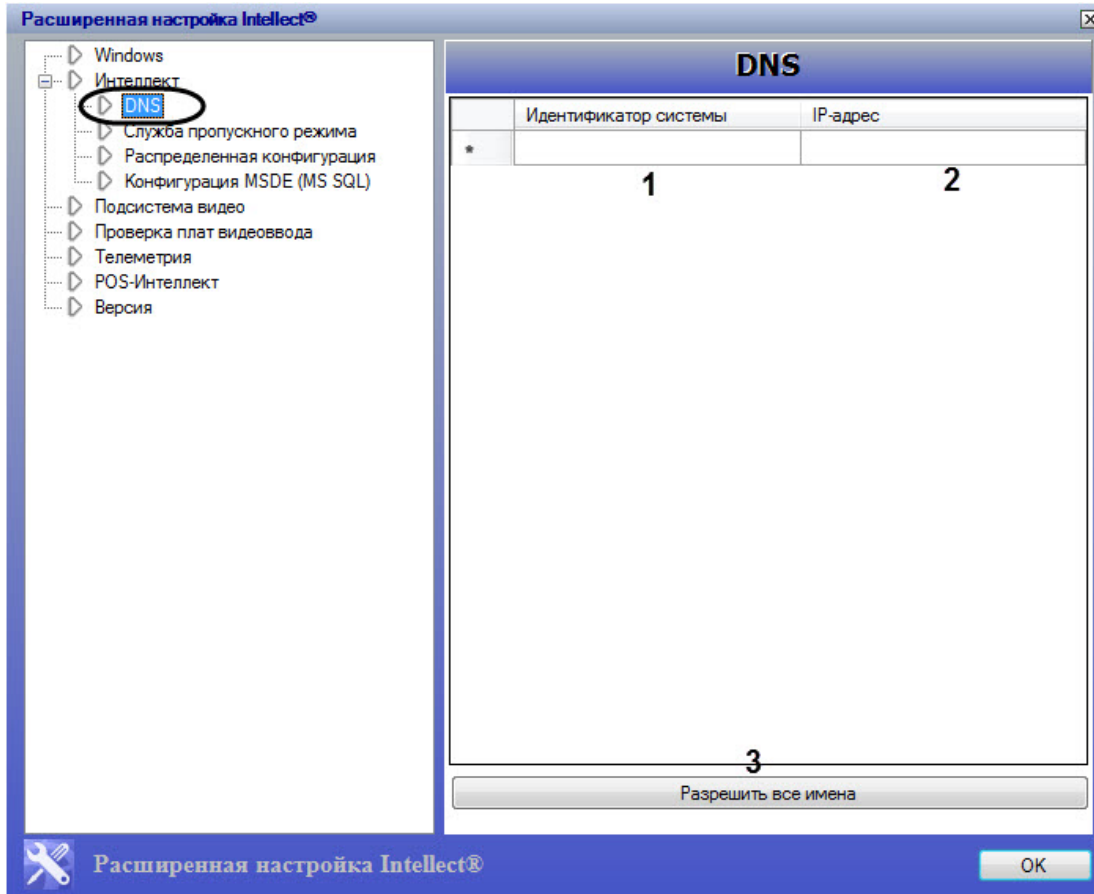 Расширенная настройка Intellect®
Windows
Интеллект
DNS
Служба пропускного режима
Распределенная конфигурация
Конфигурация MSDE (MS SQL)
Подсистема видео
Проверка плат видеоввода
Телеметрия
POS-Интеллект
Версия
DNS
Идентификатор системы IP-адрес
*
1 2
3
Разрешить все имена
Расширенная настройка Intellect®
OK